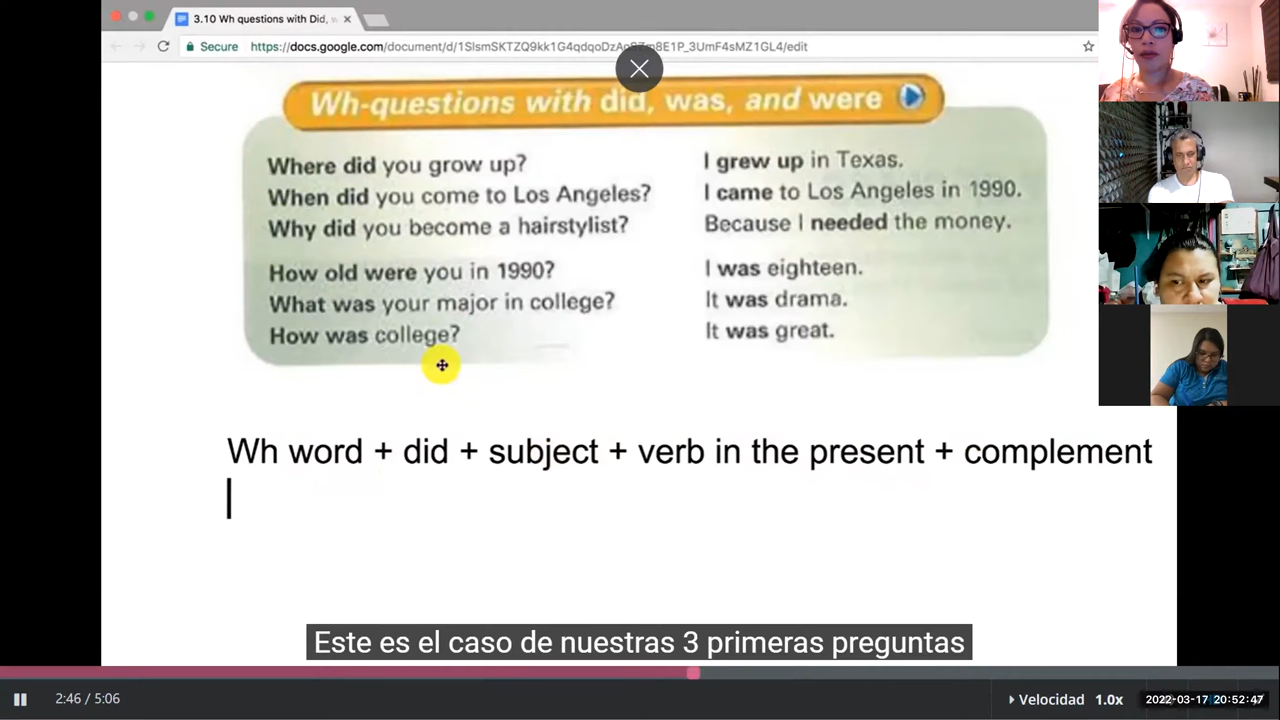 3.10 Wh questions with Did,
Secure
https://docs.google.com/document/d/
Wh-questions with did, was, and were
Where did you grow up?
I grew up in Texas.
When did you come to Los Angeles?
I came to Los Angeles in 1990.
Why did you become a hairstylist?
Because I needed the money.
How old were you in 1990?
I was eighteen.
What was your major in college?
It was drama.
How was college?
It was great.
Wh word + did + subject + verb in the present + complement
Este es el caso de nuestras 3 primeras preguntas
2:46 / 5:06
Velocidad 1.0x
2022-03-17 20:52:47